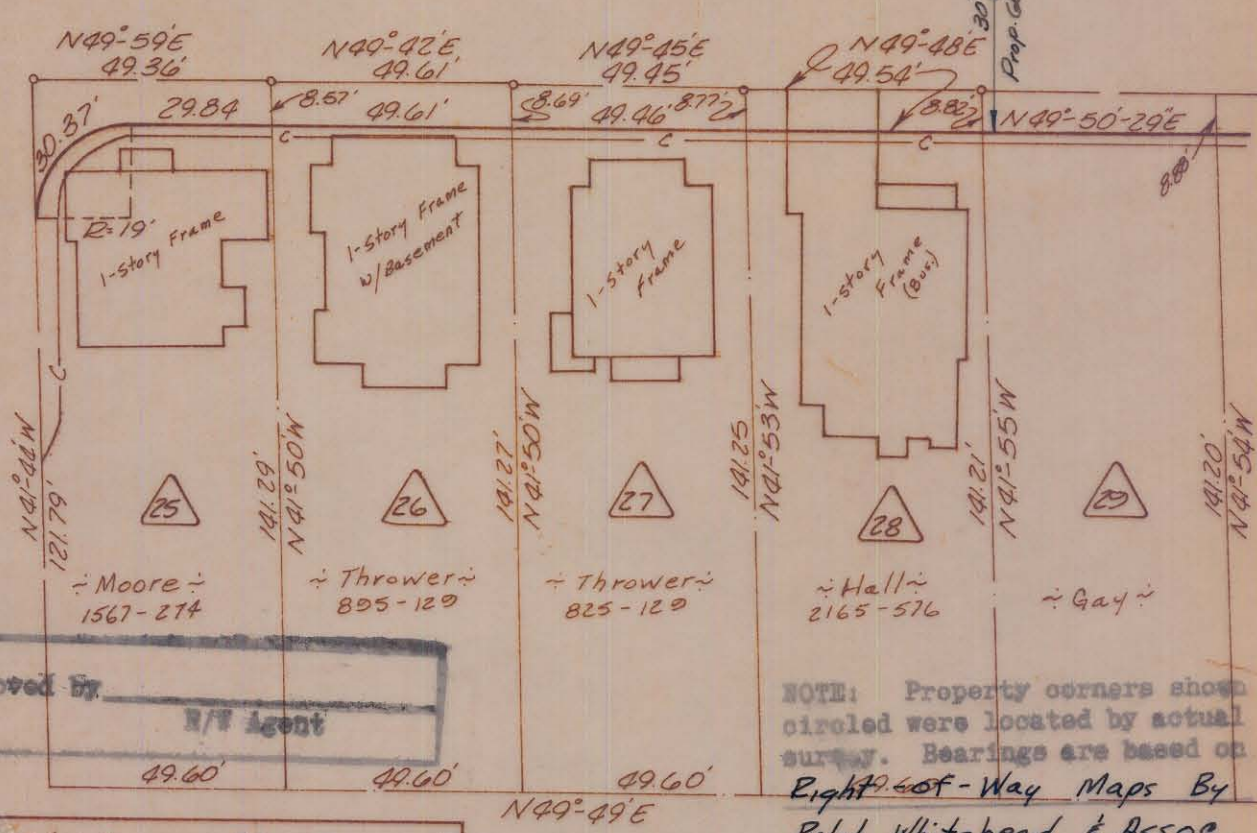 N49°-59'E
49.36'
N49°-42'E
49.61'
N49°-45'E
49.45'
N49°-48'E
49.54'
30'
Prop.
30.37'
29.84
8.57'
49.61'
8.69'
49.46'
8.77'
8.82'
N49°-50'-29"E
8.88'
C
C
C
R=19'
1-Story Frame
1-Story Frame
w/Basement
1-Story
Frame
1-Story
Frame
(Bus.)
C
N41°-44'W
121.79'
141.29'
N41°50'W
141.27'
N41°50'W
141.25
N41°-53'W
141.21'
N41°-55'W
141.20'
N41°-54'W
25
26
27
28
29
~Moore~
1567-274
~Thrower~
895-129
~Thrower~
825-129
~Hall~
2165-576
~Gay~
oved By
R/W Agent
NOTE: Property corners shown
circled were located by actual
survey. Bearings are based on
Right-of-Way Maps By
Whitehead & Assoc
49.60'
49.60'
49.60'
N49°-49'E